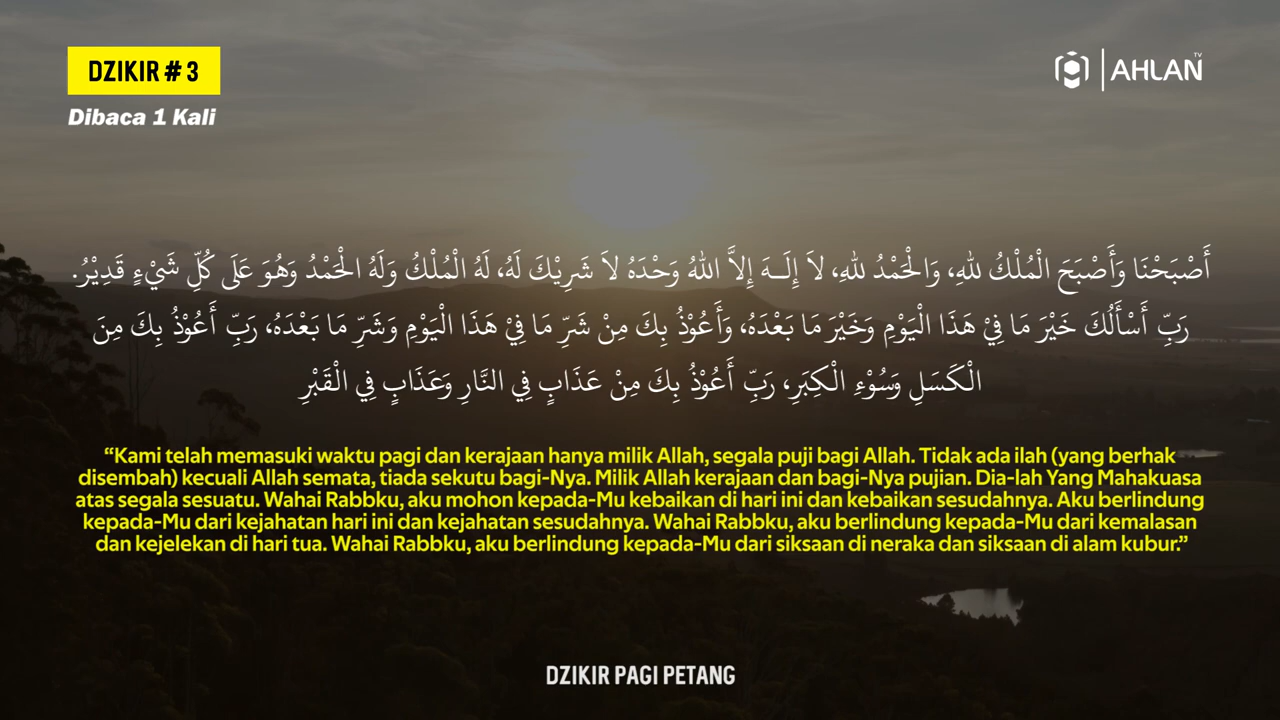 DZIKIR # 3
Dibaca 1 Kali
AHLAN TV
أَصْبَحْنَا وَأَصْبَحَ الْمُلْكُ للهِ، وَالْحَمْدُ للهِ، لاَ إِلَــهَ إِلاَّ اللهُ وَحْدَهُ لاَ شَرِيْكَ لَهُ، لَهُ الْمُلْكُ وَلَهُ الْحَمْدُ وَهُوَ عَلَى كُلِّ شَيْءٍ قَدِيْرُ.
رَبِّ أَسْأَلُكَ خَيْرَ مَا فِيْ هَذَا الْيَوْمِ وَخَيْرَ مَا بَعْدَهُ، وَأَعُوْذُ بِكَ مِنْ شَرِّ مَا فِيْ هَذَا الْيَوْمِ وَشَرِّ مَا بَعْدَهُ، رَبِّ أَعُوْذُ بِكَ مِنَ
الْكَسَلِ وَسُوْءِ الْكِبَرِ، رَبِّ أَعُوْذُ بِكَ مِنْ عَذَابٍ فِي النَّارِ وَعَذَابٍ فِي الْقَبْرِ
“Kami telah memasuki waktu pagi dan kerajaan hanya milik Allah, segala puji bagi Allah. Tidak ada ilah (yang berhak
disembah) kecuali Allah semata, tiada sekutu bagi-Nya. Milik Allah kerajaan dan bagi-Nya pujian. Dia-lah Yang Mahakuasa
atas segala sesuatu. Wahai Rabbku, aku mohon kepada-Mu kebaikan di hari ini dan kebaikan sesudahnya. Aku berlindung
kepada-Mu dari kejahatan hari ini dan kejahatan sesudahnya. Wahai Rabbku, aku berlindung kepada-Mu dari kemalasan
dan kejelekan di hari tua. Wahai Rabbku, aku berlindung kepada-Mu dari siksaan di neraka dan siksaan di alam kubur.”
DZIKIR PAGI PETANG